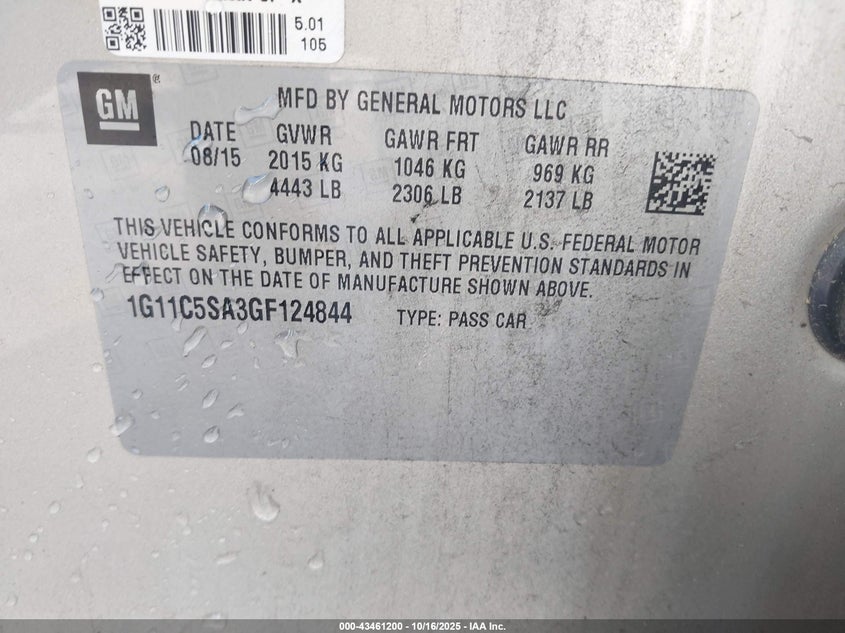 5.01
105
GM
®
MFD BY GENERAL MOTORS LLC
DATE GVWR GAWR FRT GAWR RR
08/15 2015 KG 1046 KG 969 KG
4443 LB 2306 LB 2137 LB
THIS VEHICLE CONFORMS TO ALL APPLICABLE U.S. FEDERAL MOTOR
VEHICLE SAFETY, BUMPER, AND THEFT PREVENTION STANDARDS IN
EFFECT ON THE DATE OF MANUFACTURE SHOWN ABOVE.
1G11C5SA3GF124844 TYPE: PASS CAR
000-43461200 - 10/16/2025 - IAA Inc.